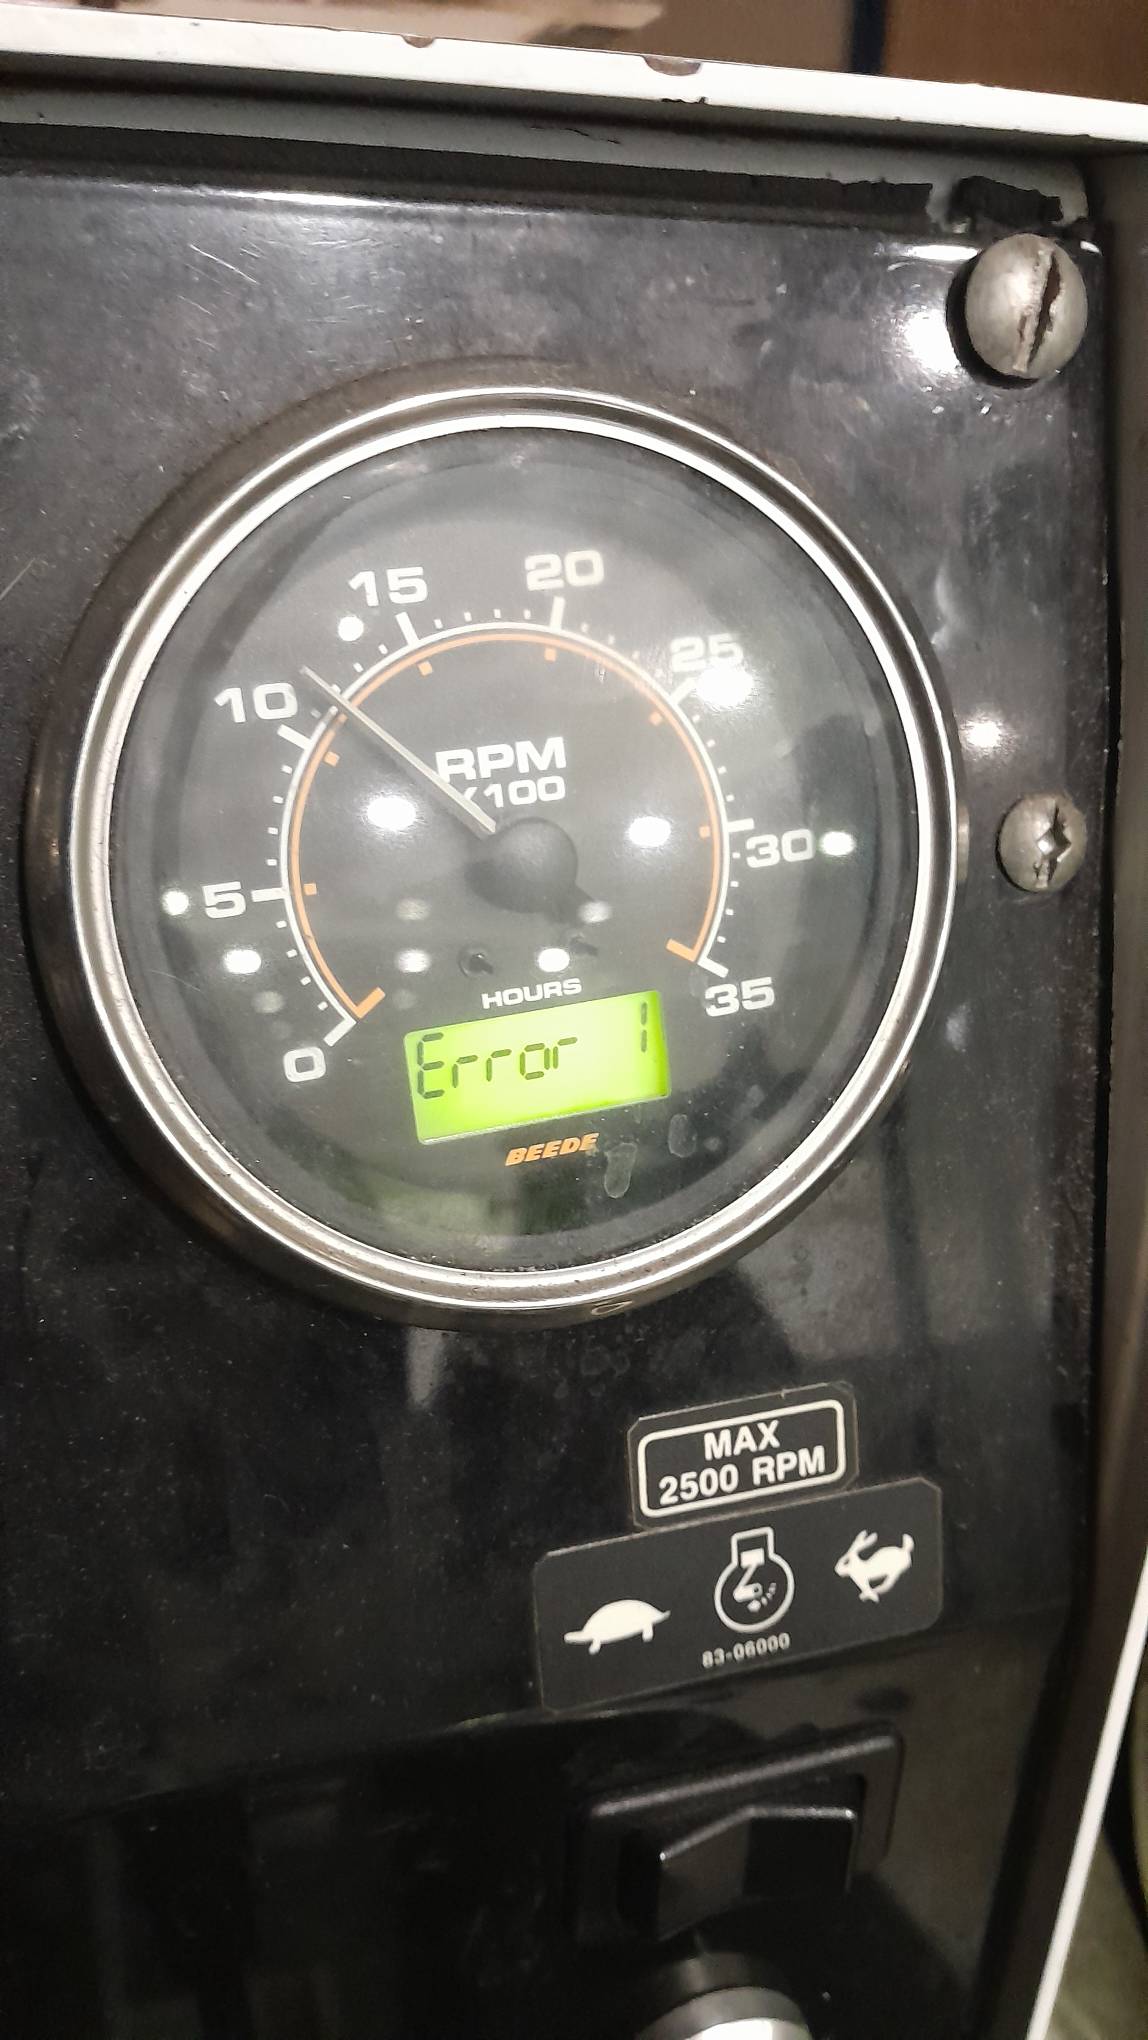 15
20
10
25
RPM
X100
5
30
0
HOURS
35
Error 1
BEEDE
MAX
2500 RPM
83-06000